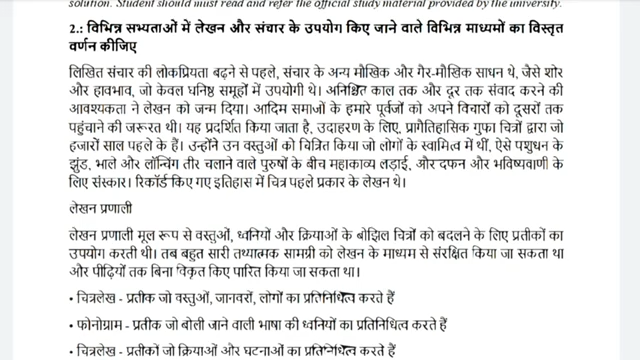 solution. Student should must read and refer the official study material provided by the university.
2.: विभिन्न सभ्यताओं में लेखन और संचार के उपयोग किए जाने वाले विभिन्न माध्यमों का विस्तृत
वर्णन कीजिए
लिखित संचार की लोकप्रियता बढ़ने से पहले, संचार के अन्य मौखिक और गैर-मौखिक साधन थे, जैसे शोर
और हावभाव, जो केवल घनिष्ठ समूहों में उपयोगी थे। अनिश्चित काल तक और दूर तक संवाद करने की
आवश्यकता ने लेखन को जन्म दिया। आदिम समाजों के हमारे पूर्वजों को अपने विचारों को दूसरों तक
पहुंचाने की जरूरत थी। यह प्रदर्शित किया जाता है, उदाहरण के लिए, प्रागैतिहासिक गुफा चित्रों द्वारा जो
हजारों साल पहले के हैं। उन्होंने उन वस्तुओं को चित्रित किया जो लोगों के स्वामित्व में थीं, ऐसे पशुधन के
झुंड, भाले और लॉन्चिंग तीर चलाने वाले पुरुषों के बीच महाकाव्य लड़ाई, और दफन और भविष्यवाणी के
लिए संस्कार। रिकॉर्ड किए गए इतिहास में चित्र पहले प्रकार के लेखन थे।
लेखन प्रणाली
लेखन प्रणाली मूल रूप से वस्तुओं, ध्वनियों और क्रियाओं के बोझिल चित्रों को बदलने के लिए प्रतीकों का
उपयोग करती थी। तब बहुत सारी तथ्यात्मक सामग्री को लेखन के माध्यम से संरक्षित किया जा सकता था
और पीढ़ियों तक बिना विकृत किए पारित किया जा सकता था।
• चित्रलेख - प्रतीक जो वस्तुओं, जानवरों, लोगों का प्रतिनिधित्व करते हैं
• फोनोग्राम - प्रतीक जो बोली जाने वाली भाषा की ध्वनियों का प्रतिनिधित्व करते हैं
• चित्रलेख - प्रतीकों जो क्रियाओं और घटनाओं का प्रतिनिधित्व करते हैं